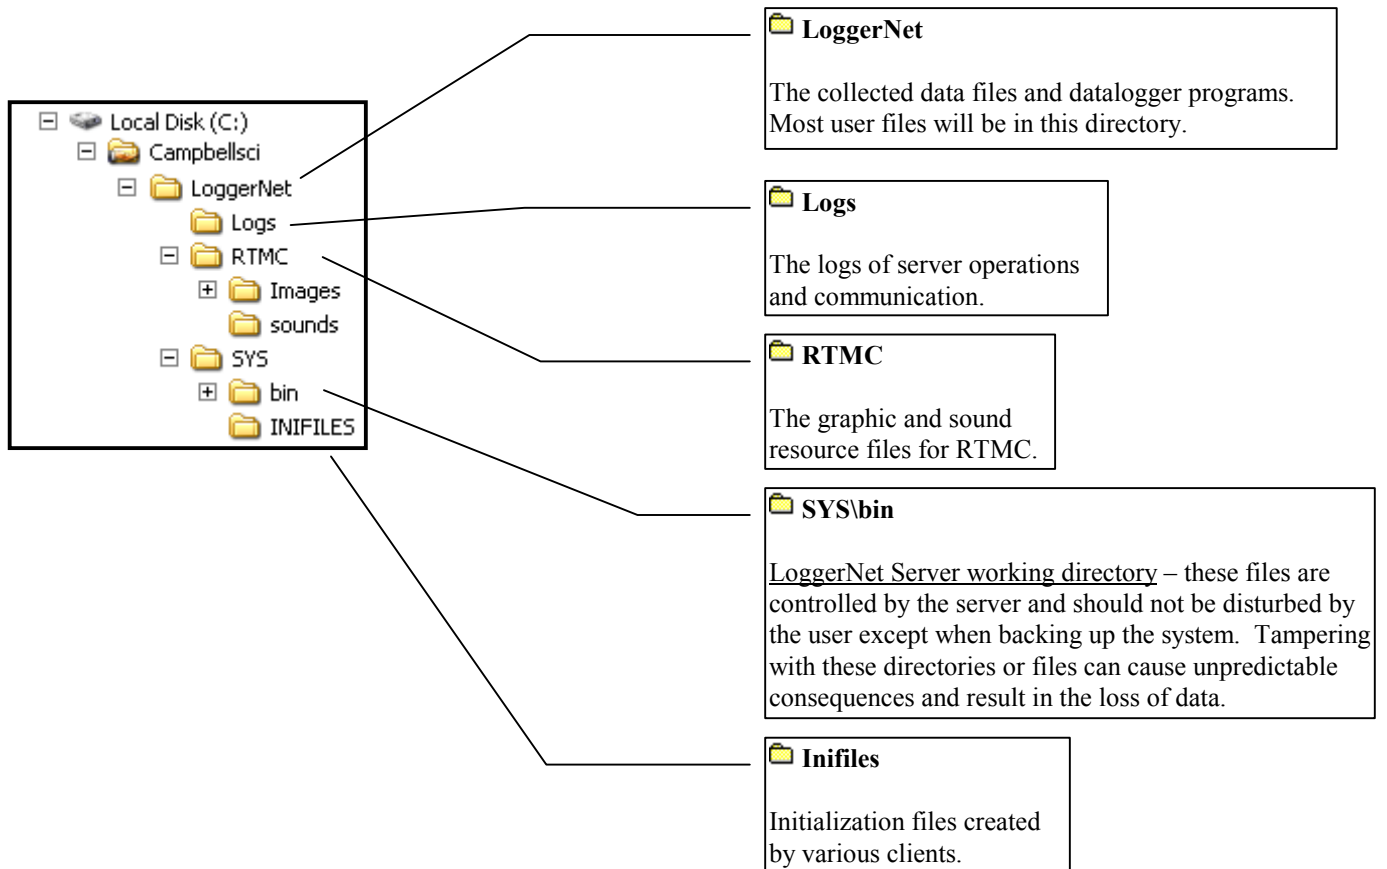 Local Disk (C:)
Campbellsci
LoggerNet
Logs
RTMC
Images
sounds
SYS
bin
INIFILES
LoggerNet
The collected data files and datalogger programs.
Most user files will be in this directory.
Logs
The logs of server operations
and communication.
RTMC
The graphic and sound
resource files for RTMC.
SYS\bin
LoggerNet Server working directory – these files are
controlled by the server and should not be disturbed by
the user except when backing up the system.  Tampering
with these directories or files can cause unpredictable
consequences and result in the loss of data.
Inifiles
Initialization files created
by various clients.